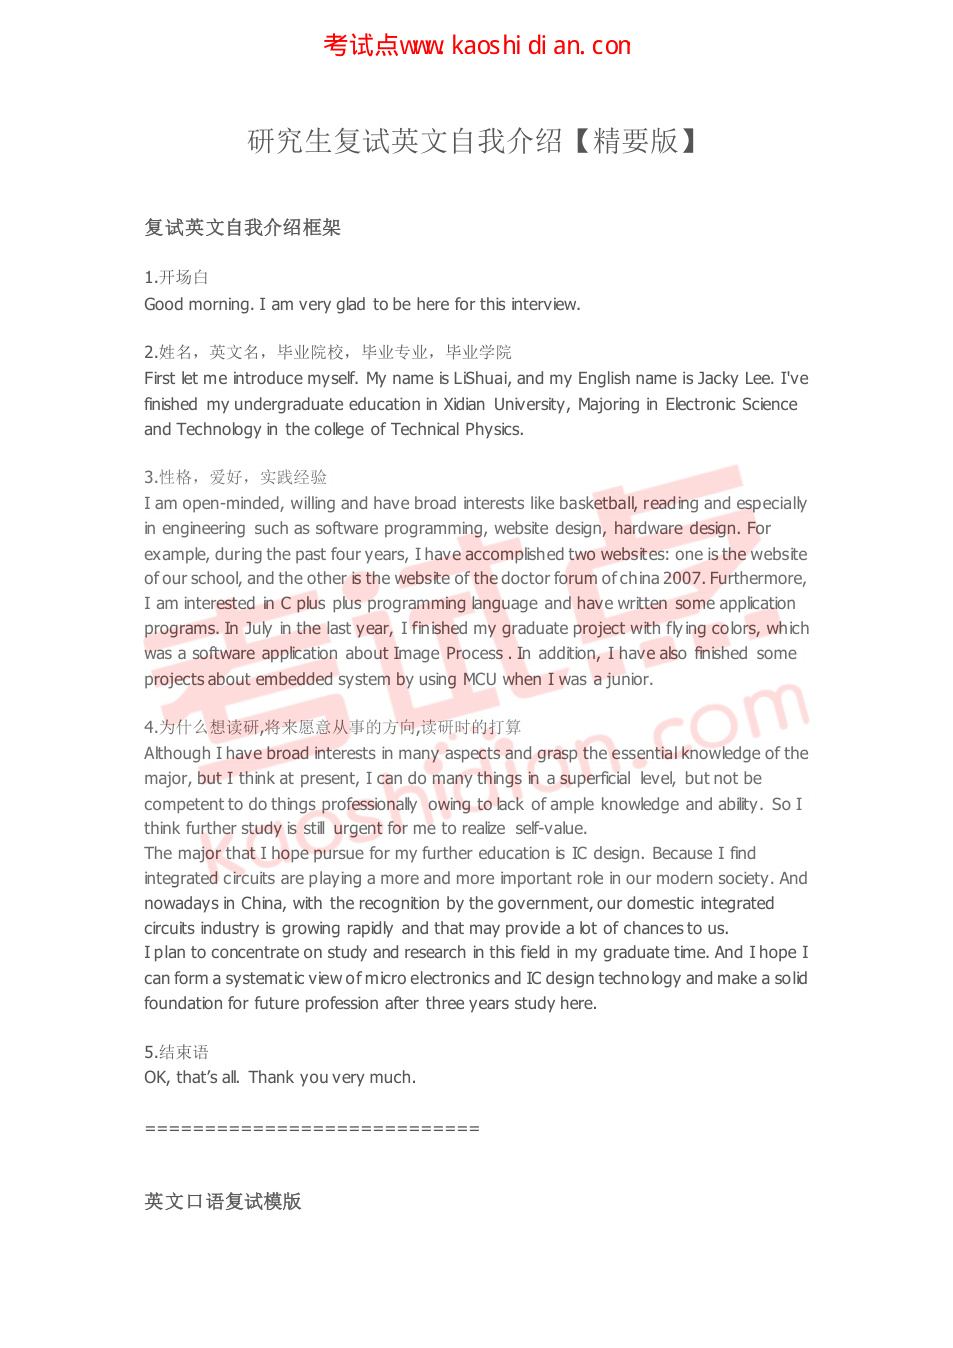 考试点www.kaoshidian.com
研究生复试英文自我介绍【精要版】
复试英文自我介绍框架
1.开场白
Good morning. I am very glad to be here for this interview.
2.姓名，英文名，毕业院校，毕业专业，毕业学院
First let me introduce myself. My name is LiShuai, and my English name is Jacky Lee. I've
finished my undergraduate education in Xidian University, Majoring in Electronic Science
and Technology in the college of Technical Physics.
3.性格，爱好，实践经验
I am open-minded, willing and have broad interests like basketball, reading and especially
in engineering such as software programming, website design, hardware design. For
example, during the past four years, I have accomplished two websites: one is the website
of our school, and the other is the website of the doctor forum of china 2007. Furthermore,
I am interested in C plus plus programming language and have written some application
programs. In July in the last year, I finished my graduate project with flying colors, which
was a software application about Image Process . In addition, I have also finished some
projects about embedded system by using MCU when I was a junior.
4.为什么想读研,将来愿意从事的方向,读研时的打算
Although I have broad interests in many aspects and grasp the essential knowledge of the
major, but I think at present, I can do many things in a superficial level, but not be
competent to do things professionally owing to lack of ample knowledge and ability. So I
think further study is still urgent for me to realize self-value.
The major that I hope pursue for my further education is IC design. Because I find
integrated circuits are playing a more and more important role in our modern society. And
nowadays in China, with the recognition by the government, our domestic integrated
circuits industry is growing rapidly and that may provide a lot of chances to us.
I plan to concentrate on study and research in this field in my graduate time. And I hope I
can form a systematic view of micro electronics and IC design technology and make a solid
foundation for future profession after three years study here.
5.结束语
OK, that’s all. Thank you very much.
============================
英文口语复试模版
考试点
kaoshidian.com